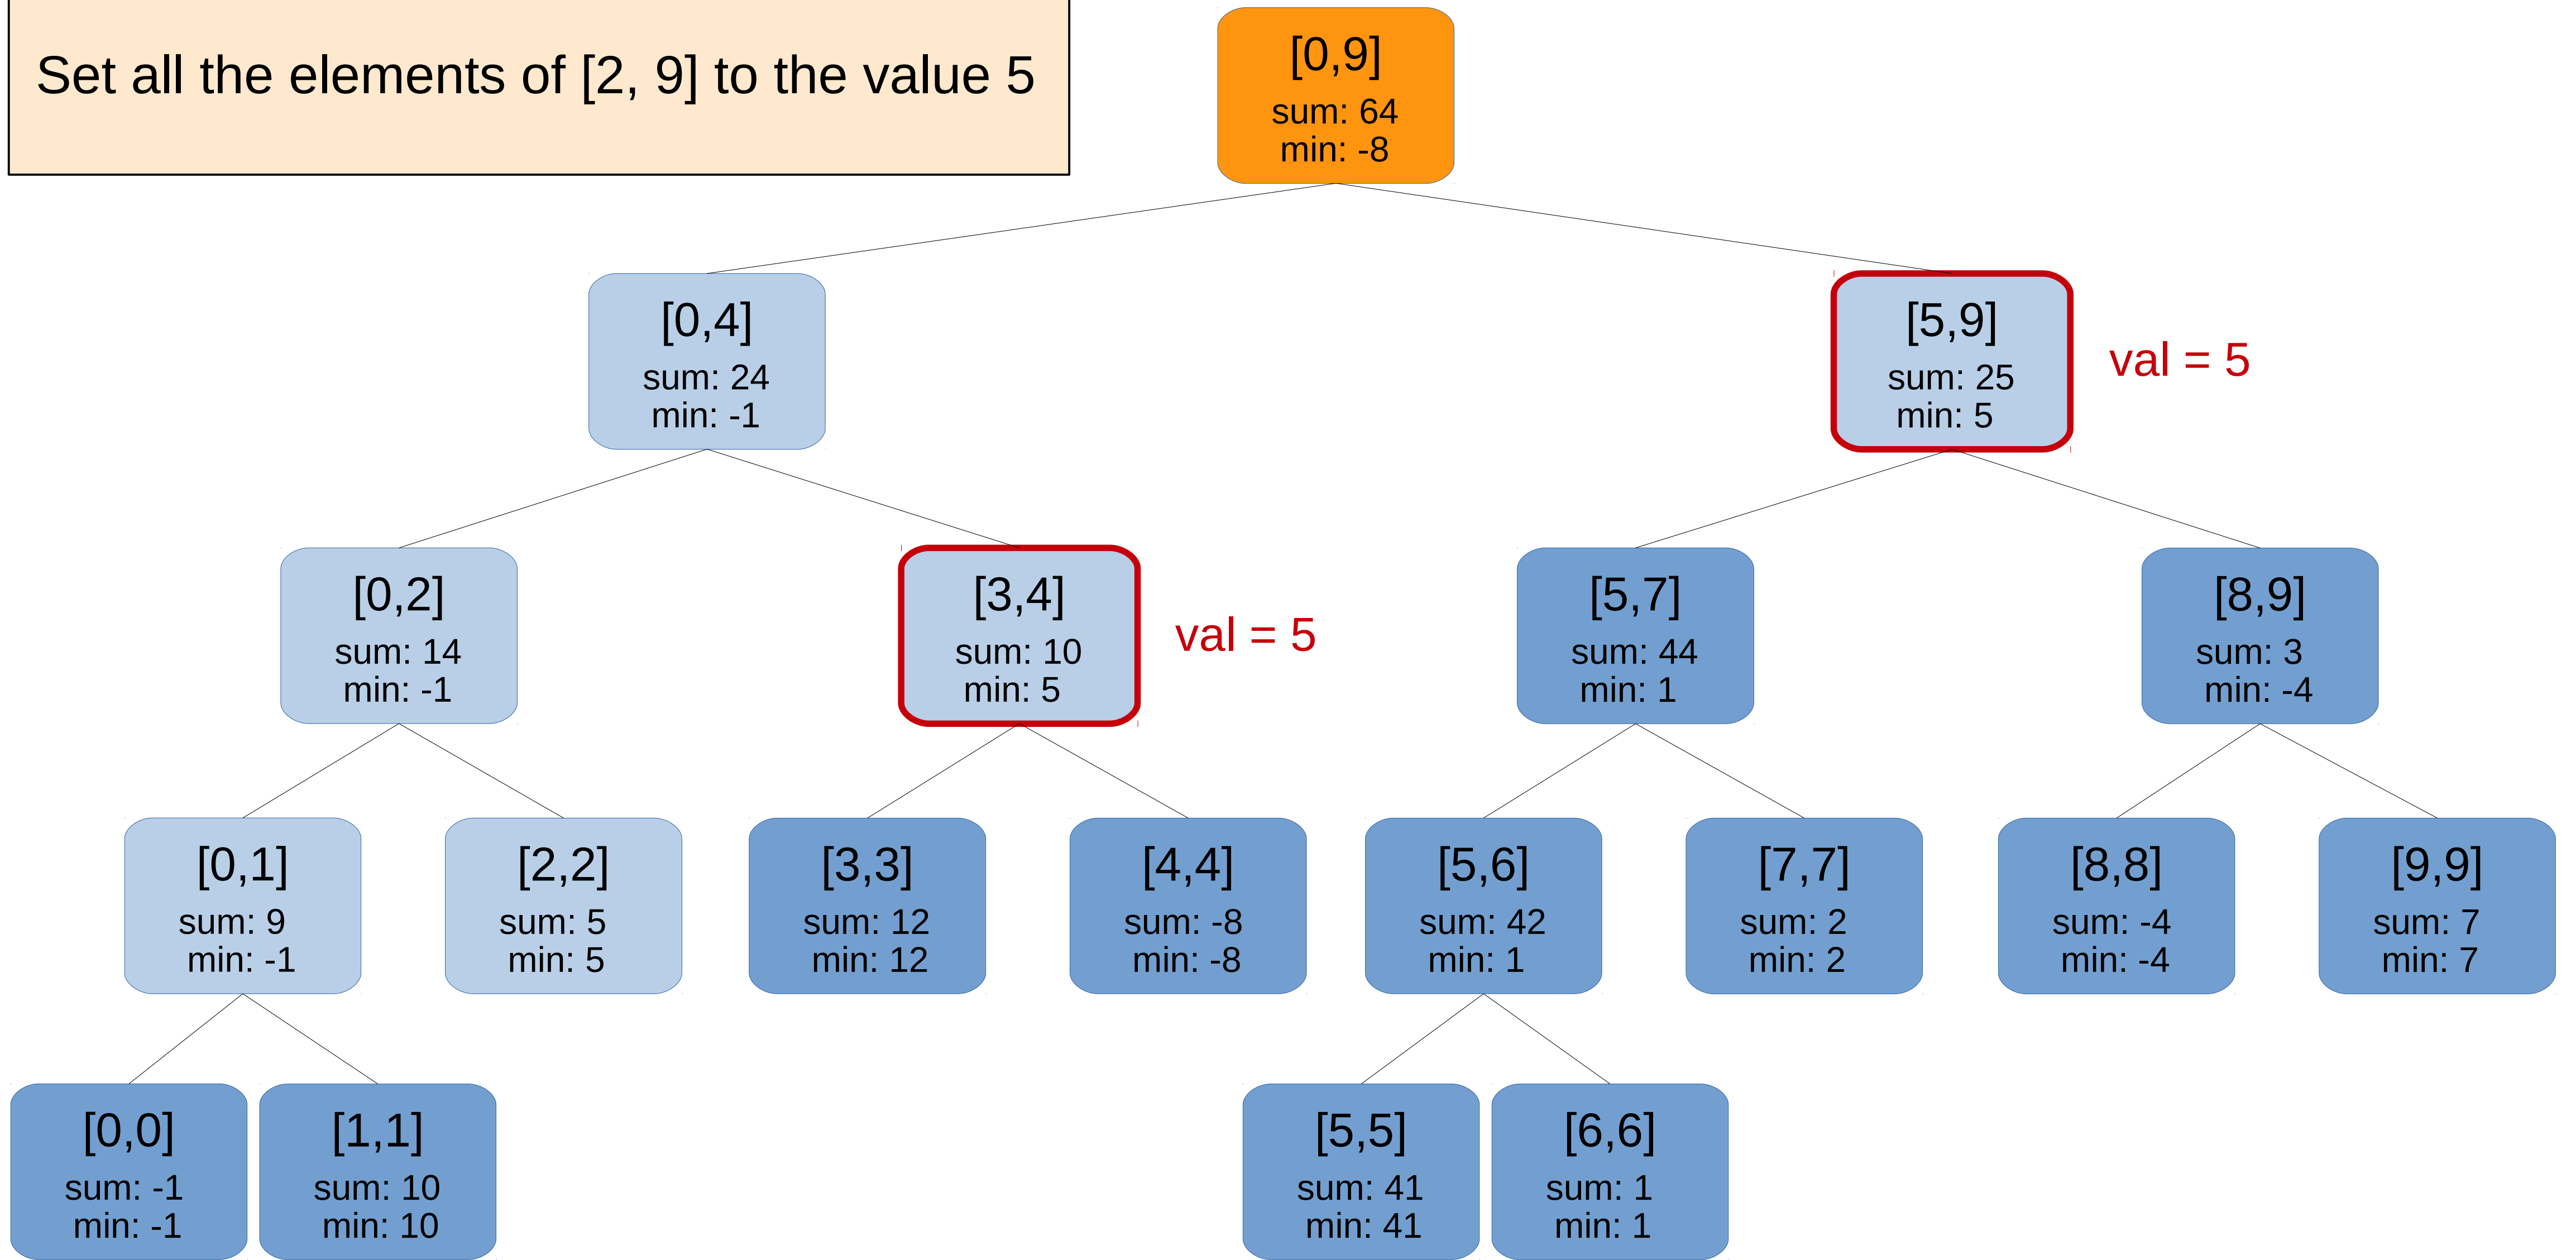 Set all the elements of [2, 9] to the value 5
[0,9]
sum: 64
min: -8
[0,4]
sum: 24
min: -1
[5,9]
sum: 25
min: 5
val = 5
[0,2]
sum: 14
min: -1
[3,4]
sum: 10
min: 5
val = 5
[5,7]
sum: 44
min: 1
[8,9]
sum: 3
min: -4
[0,1]
sum: 9
min: -1
[2,2]
sum: 5
min: 5
[3,3]
sum: 12
min: 12
[4,4]
sum: -8
min: -8
[5,6]
sum: 42
min: 1
[7,7]
sum: 2
min: 2
[8,8]
sum: -4
min: -4
[9,9]
sum: 7
min: 7
[0,0]
sum: -1
min: -1
[1,1]
sum: 10
min: 10
[5,5]
sum: 41
min: 41
[6,6]
sum: 1
min: 1